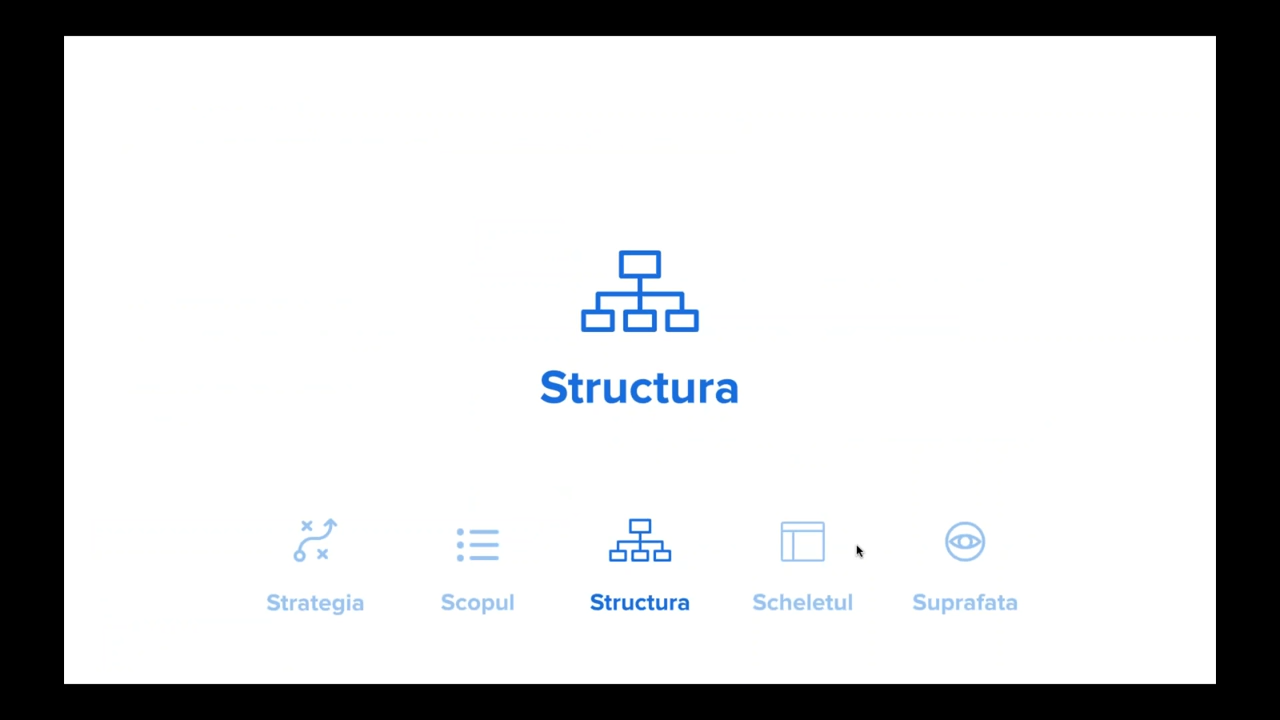 Structura
Strategia
Scopul
Structura
Scheletul
Suprafata